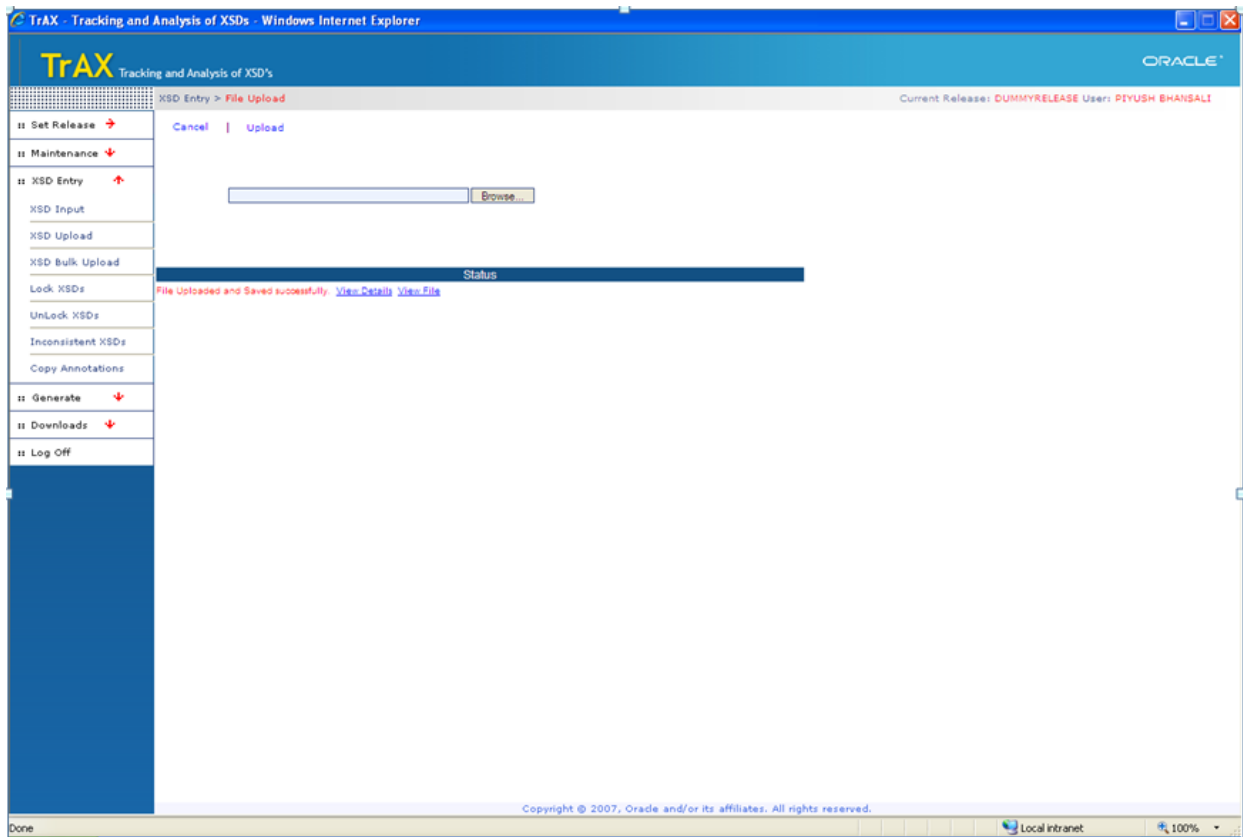 TrAX - Tracking and Analysis of XSDs - Windows Internet Explorer
TrAX Tracking and Analysis of XSD's
ORACLE
XSD Entry > File Upload
Current Release: DUMMYRELEASE User: PIYUSH BHANSALI
:: Set Release
Cancel | Upload
:: Maintenance
:: XSD Entry
Browse...
XSD Input
XSD Upload
XSD Bulk Upload
Status
Lock XSDs
File Uploaded and Saved successfully. View Details View File
UnLock XSDs
Inconsistent XSDs
Copy Annotations
:: Generate
:: Downloads
:: Log Off
Copyright © 2007, Oracle and/or its affiliates. All rights reserved.
Done
Local intranet
100%